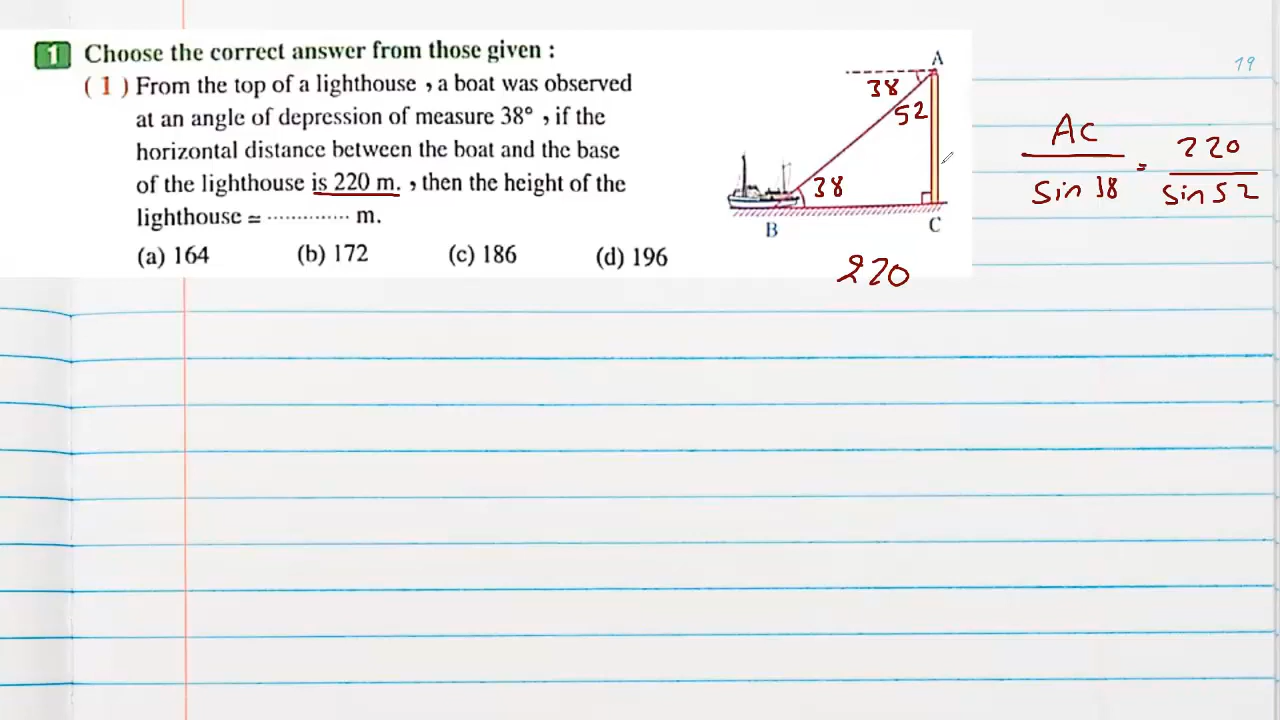 1 Choose the correct answer from those given :
( 1 ) From the top of a lighthouse , a boat was observed
at an angle of depression of measure 38° , if the
horizontal distance between the boat and the base
of the lighthouse is 220 m. , then the height of the
lighthouse = ·············· m.
(a) 164 (b) 172 (c) 186 (d) 196
A
38
52
38
B
C
220
19
AC / sin 38 = 220 / sin 52